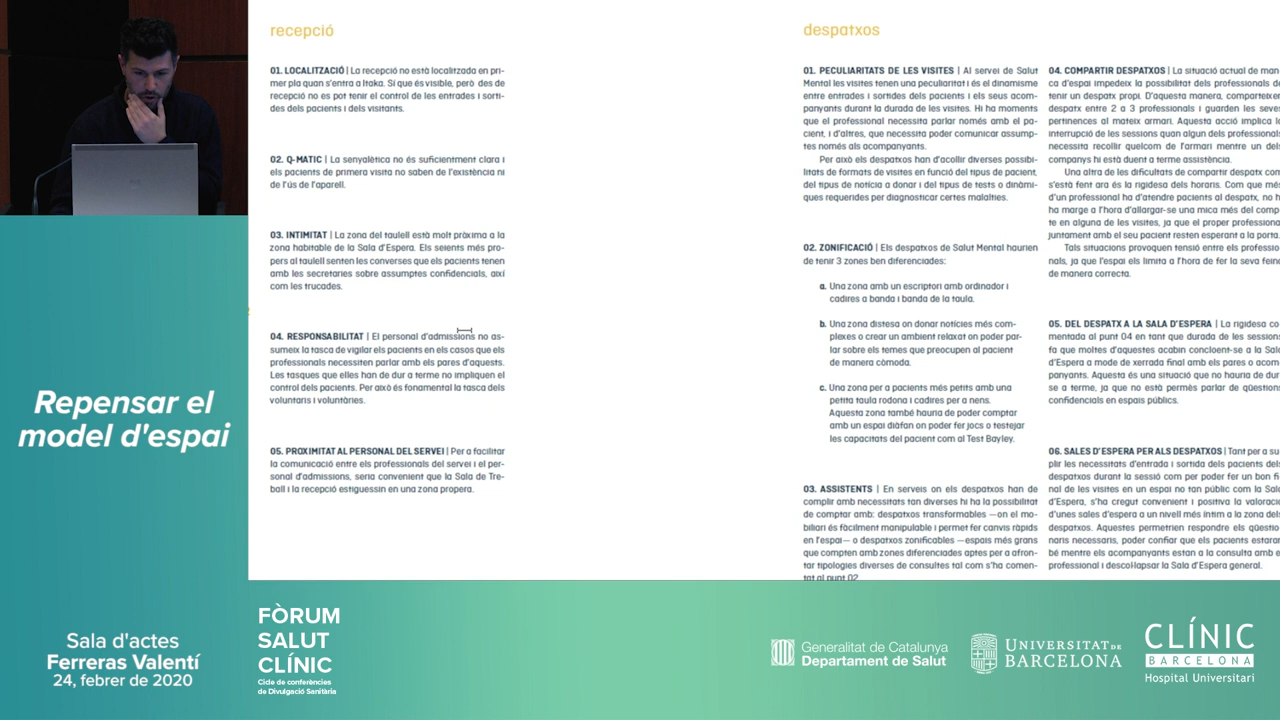 recepció
01. LOCALITZACIÓ | La recepció no està localitzada en pri-
mer pla quan s'entra a Itaka. Sí que és visible, però des de
recepció no es pot tenir el control de les entrades i sorti-
des dels pacients i dels visitants.
02. Q-MATIC | La senyalètica no és suficientment clara i
els pacients de primera visita no saben de l'existència ni
de l'ús de l'aparell.
03. INTIMITAT | La zona del taulell està molt pròxima a la
zona habitable de la Sala d'Espera. Els seients més pro-
pers al taulell senten les converses que els pacients tenen
amb les secretaries sobre assumptes confidencials, així
com les trucades.
04. RESPONSABILITAT | El personal d'admissions no as-
sumeix la tasca de vigilar els pacients en els casos que els
professionals necessiten parlar amb els pares d'aquests.
Les tasques que elles han de dur a terme no impliquen el
control dels pacients. Per això és fonamental la tasca dels
voluntaris i voluntàries.
05. PROXIMITAT AL PERSONAL DEL SERVEI | Per a facilitar
la comunicació entre els professionals del servei i el per-
sonal d'admissions, seria convenient que la Sala de Tre-
ball i la recepció estiguessin en una zona propera.
despatxos
01. PECULIARITATS DE LES VISITES | Al servei de Salut
Mental les visites tenen una peculiaritat i és el dinamisme
entre entrades i sortides dels pacients i els seus acom-
panyants durant la durada de les visites. Hi ha moments
que el professional necessita parlar només amb el pa-
cient, i d'altres, que necessita poder comunicar assump-
tes només als acompanyants.
Per això els despatxos han d'acollir diverses possibi-
litats de formats de visites en funció del tipus de pacient,
del tipus de notícia a donar i del tipus de tests o dinàmi-
ques requerides per diagnosticar certes malalties.
02. ZONIFICACIÓ | Els despatxos de Salut Mental haurien
de tenir 3 zones ben diferenciades:
a. Una zona amb un escriptori amb ordinador i
cadires a banda i banda de la taula.
b. Una zona distesa on donar notícies més com-
plexes o crear un ambient relaxat on poder par-
lar sobre els temes que preocupen al pacient
de manera còmoda.
c. Una zona per a pacients més petits amb una
petita taula rodona i cadires per a nens.
Aquesta zona també hauria de poder comptar
amb un espai diàfan on poder fer jocs o testejar
les capacitats del pacient com al Test Bayley.
03. ASSISTENTS | En serveis on els despatxos han de
complir amb necessitats tan diverses hi ha la possibilitat
de comptar amb: despatxos transformables —on el mo-
biliari és fàcilment manipulable i permet fer canvis ràpids
en l'espai— o despatxos zonificables —espais més grans
que compten amb zones diferenciades aptes per a afron-
tar tipologies diverses de consultes tal com s'ha comen-
tat al punt 02.
04. COMPARTIR DESPATXOS | La situació actual de man-
ca d'espai impedeix la possibilitat dels professionals de
tenir un despatx propi. D'aquesta manera, comparteixen
despatx entre 2 a 3 professionals i guarden les seves
pertinences al mateix armari. Aquesta acció implica la
interrupció de les sessions quan algun dels professionals
necessita recollir quelcom de l'armari mentre un dels
companys hi està duent a terme assistència.
Una altra de les dificultats de compartir despatx com
s'està fent ara és la rigidesa dels horaris. Com que més
d'un professional ha d'atendre pacients al despatx, no h
ha marge a l'hora d'allargar-se una mica més del comp-
te en alguna de les visites, ja que el proper professional
juntament amb el seu pacient resten esperant a la porta.
Tals situacions provoquen tensió entre els professio-
nals, ja que l'espai els limita a l'hora de fer la seva feina
de manera correcta.
05. DEL DESPATX A LA SALA D'ESPERA | La rigidesa co-
mentada al punt 04 en tant que durada de les sessions
fa que moltes d'aquestes acabin concloent-se a la Sala
d'Espera a mode de xerrada final amb els pares o acom-
panyants. Aquesta és una situació que no hauria de dur-
se a terme, ja que no està permès parlar de qüestions
confidencials en espais públics.
06. SALES D'ESPERA PER ALS DESPATXOS | Tant per a su-
plir les necessitats d'entrada i sortida dels pacients dels
despatxos durant la sessió com per poder fer un bon fi-
nal de les visites en un espai no tan públic com la Sala
d'Espera, s'ha cregut convenient i positiva la valoració
d'unes sales d'espera a un nivell més íntim a la zona dels
despatxos. Aquestes permetrien respondre els qüestio-
naris necessaris, poder confiar que els pacients estaran
bé mentre els acompanyants estan a la consulta amb el
professional i descol·lapsar la Sala d'Espera general.
Repensar el
model d'espai
Sala d'actes
Ferreras Valentí
24, febrer de 2020
FÒRUM
SALUT
CLÍNIC
Cicle de conferències
de Divulgació Sanitària
Generalitat de Catalunya
Departament de Salut
UNIVERSITAT DE
BARCELONA
CLÍNIC
BARCELONA
Hospital Universitari